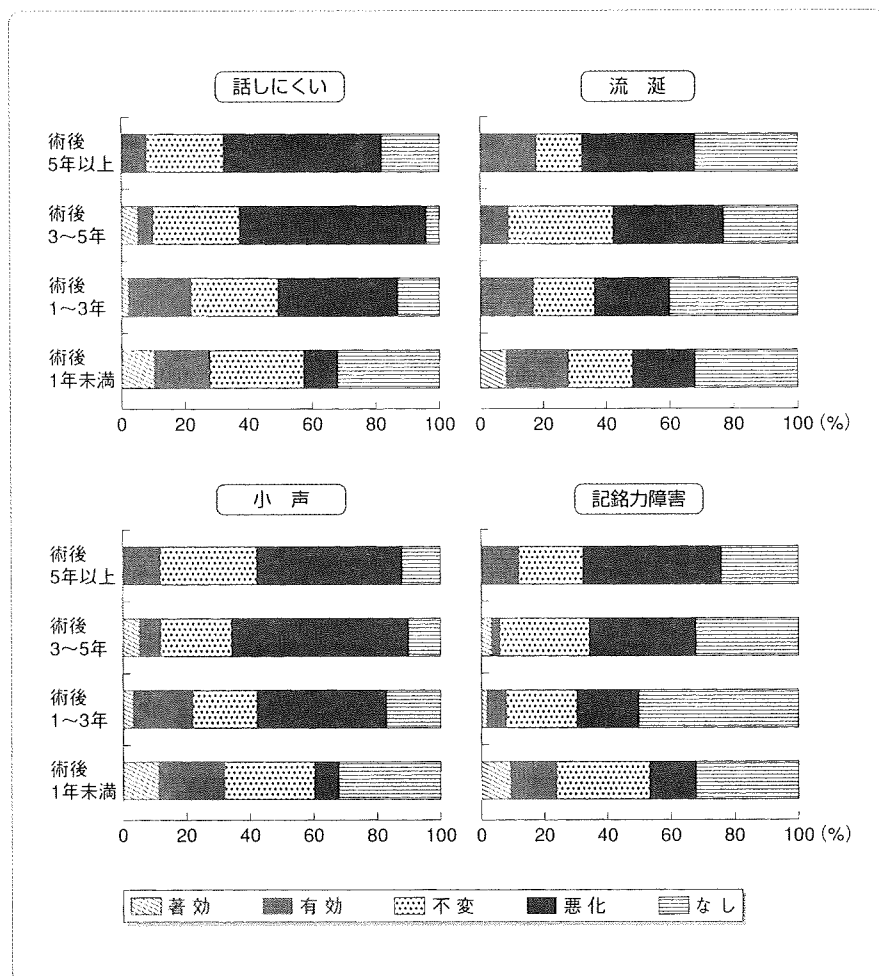 話しにくい
流 涎
術後
5年以上
術後
3〜5年
術後
1〜3年
術後
1年未満
0 20 40 60 80 100
0 20 40 60 80 100 (%)
小 声
記銘力障害
術後
5年以上
術後
3〜5年
術後
1〜3年
術後
1年未満
0 20 40 60 80 100
0 20 40 60 80 100 (%)
著効 有効 不変 悪化 なし